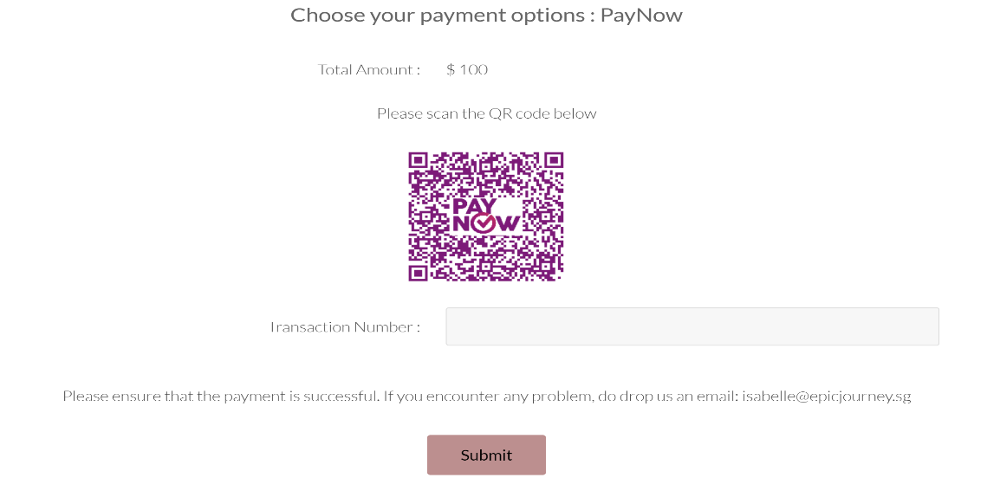 Choose your payment options : PayNow
Total Amount : $ 100
Please scan the QR code below
PAY
NOW
Transaction Number :
Please ensure that the payment is successful. If you encounter any problem, do drop us an email: isabelle@epicjourney.sg
Submit